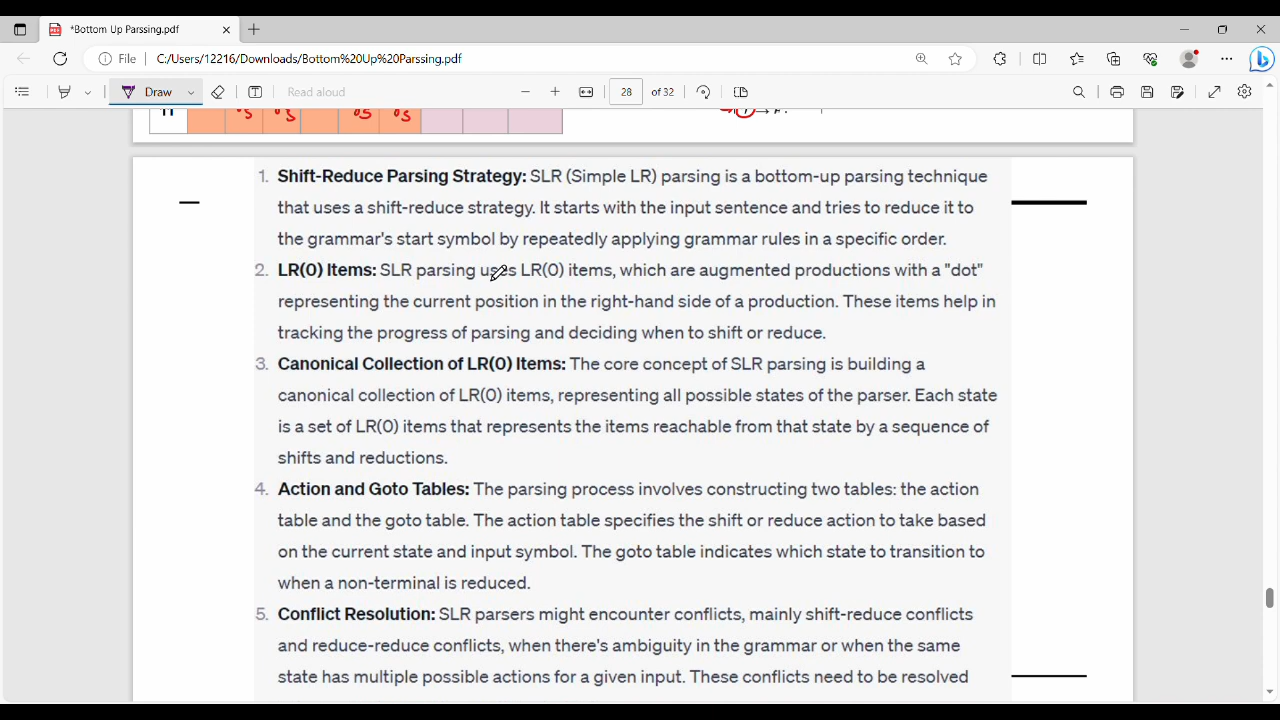 *Bottom Up Parssing.pdf
File
C:/Users/12216/Downloads/Bottom%20Up%20Parssing.pdf
Draw
Read aloud
28 of 32
1. Shift-Reduce Parsing Strategy: SLR (Simple LR) parsing is a bottom-up parsing technique
that uses a shift-reduce strategy. It starts with the input sentence and tries to reduce it to
the grammar's start symbol by repeatedly applying grammar rules in a specific order.
2. LR(0) Items: SLR parsing uses LR(0) items, which are augmented productions with a "dot"
representing the current position in the right-hand side of a production. These items help in
tracking the progress of parsing and deciding when to shift or reduce.
3. Canonical Collection of LR(0) Items: The core concept of SLR parsing is building a
canonical collection of LR(0) items, representing all possible states of the parser. Each state
is a set of LR(0) items that represents the items reachable from that state by a sequence of
shifts and reductions.
4. Action and Goto Tables: The parsing process involves constructing two tables: the action
table and the goto table. The action table specifies the shift or reduce action to take based
on the current state and input symbol. The goto table indicates which state to transition to
when a non-terminal is reduced.
5. Conflict Resolution: SLR parsers might encounter conflicts, mainly shift-reduce conflicts
and reduce-reduce conflicts, when there's ambiguity in the grammar or when the same
state has multiple possible actions for a given input. These conflicts need to be resolved